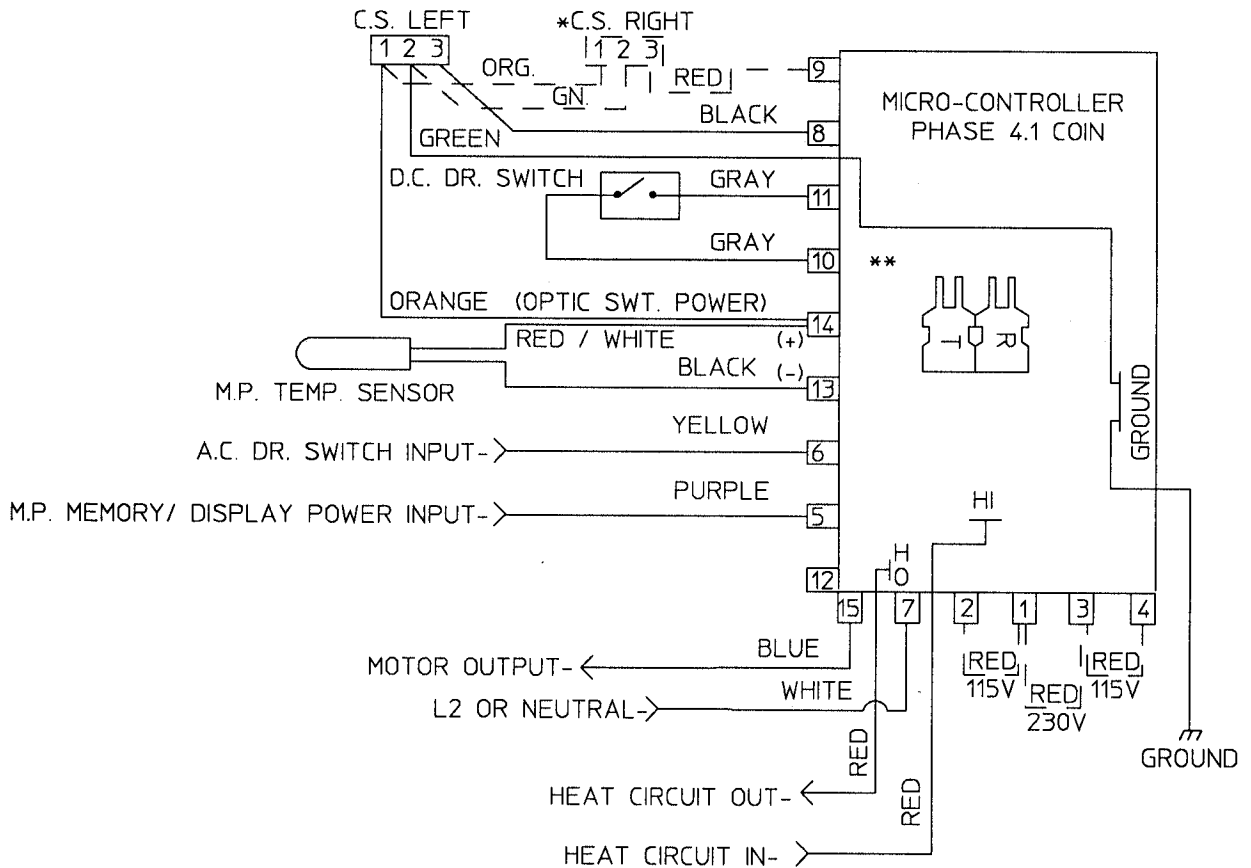 C.S. LEFT
*C.S. RIGHT
1 2 3
1 2 3
ORG.
RED
9
GN.
MICRO-CONTROLLER
PHASE 4.1 COIN
BLACK
8
GREEN
D.C. DR. SWITCH
GRAY
11
GRAY
10
**
ORANGE (OPTIC SWT. POWER)
14
RED / WHITE (+)
T
R
BLACK (-)
13
M.P. TEMP. SENSOR
GROUND
YELLOW
A.C. DR. SWITCH INPUT-
6
PURPLE
M.P. MEMORY/ DISPLAY POWER INPUT-
5
HI
HO
12
15
7
2
1
3
4
BLUE
MOTOR OUTPUT-
RED
115V
RED
115V
WHITE
L2 OR NEUTRAL-
RED
230V
RED
RED
GROUND
HEAT CIRCUIT OUT-
HEAT CIRCUIT IN-